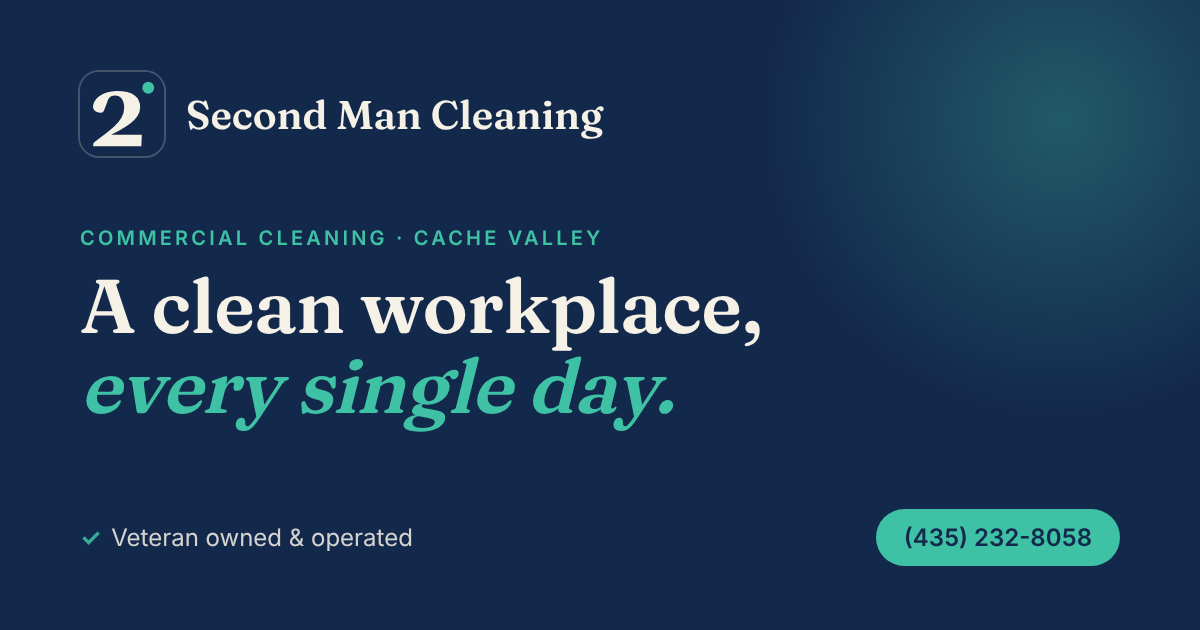 2
Second Man Cleaning
COMMERCIAL CLEANING · CACHE VALLEY
A clean workplace,
every single day.
✓ Veteran owned & operated
(435) 232-8058